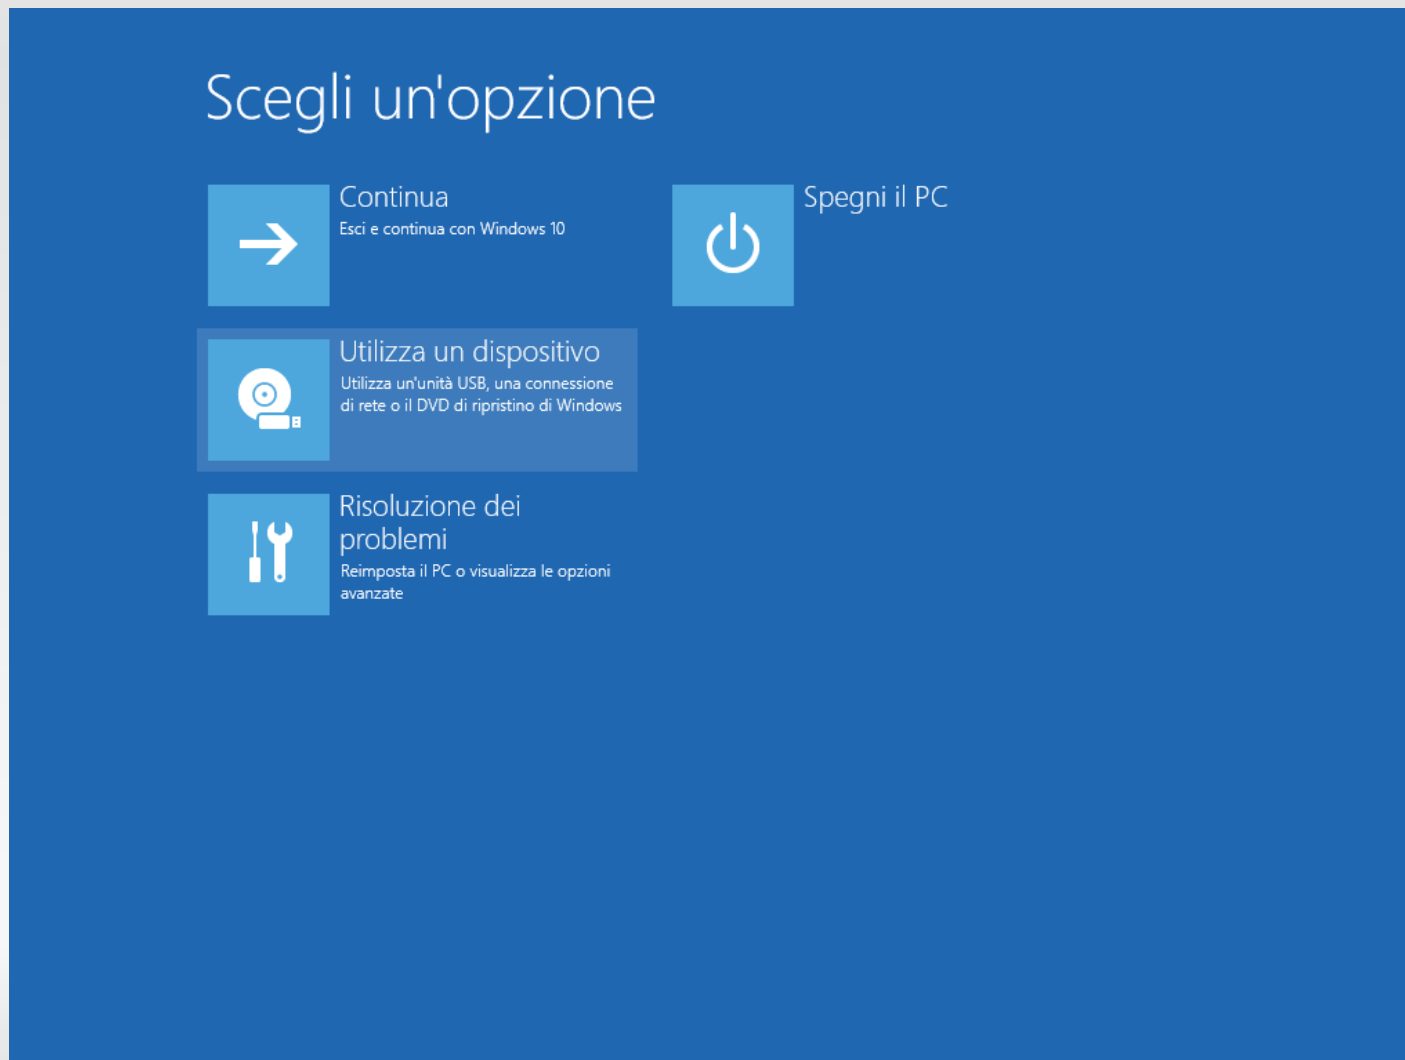 Scegli un'opzione
Continua
Esci e continua con Windows 10
Spegni il PC
Utilizza un dispositivo
Utilizza un'unità USB, una connessione
di rete o il DVD di ripristino di Windows
Risoluzione dei
problemi
Reimposta il PC o visualizza le opzioni
avanzate